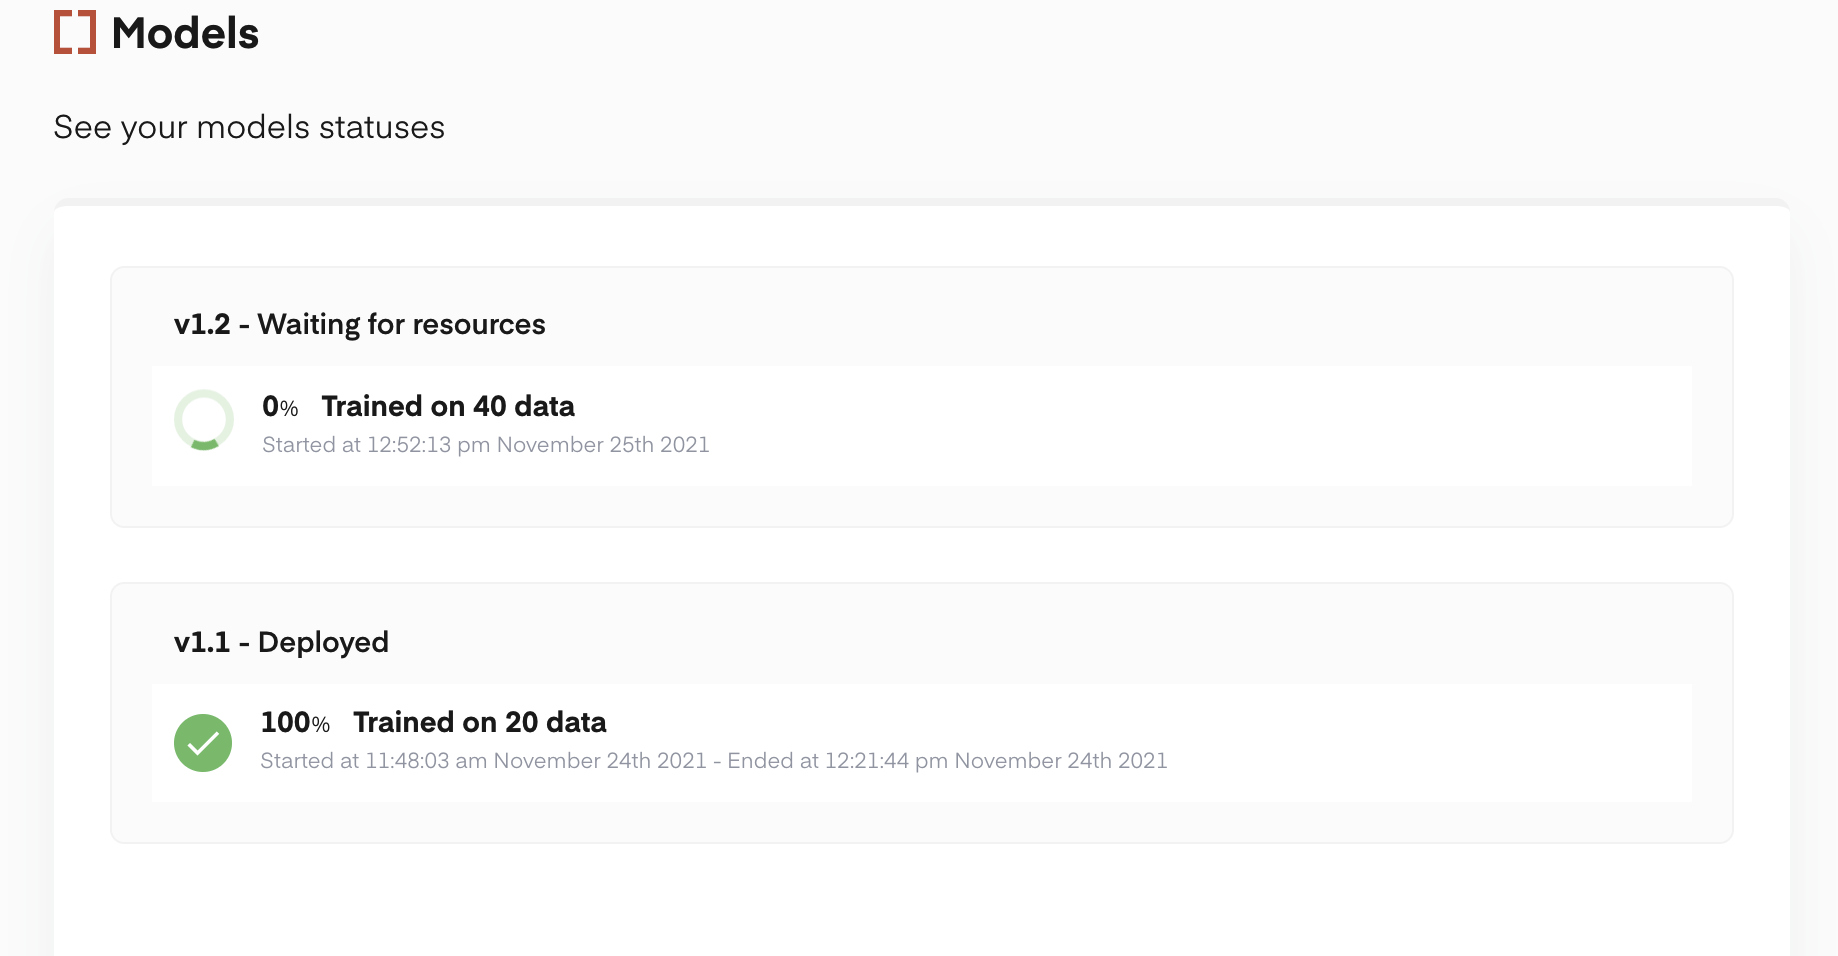 Models
See your models statuses
v1.2 - Waiting for resources
0% Trained on 40 data
Started at 12:52:13 pm November 25th 2021
v1.1 - Deployed
100% Trained on 20 data
Started at 11:48:03 am November 24th 2021 - Ended at 12:21:44 pm November 24th 2021